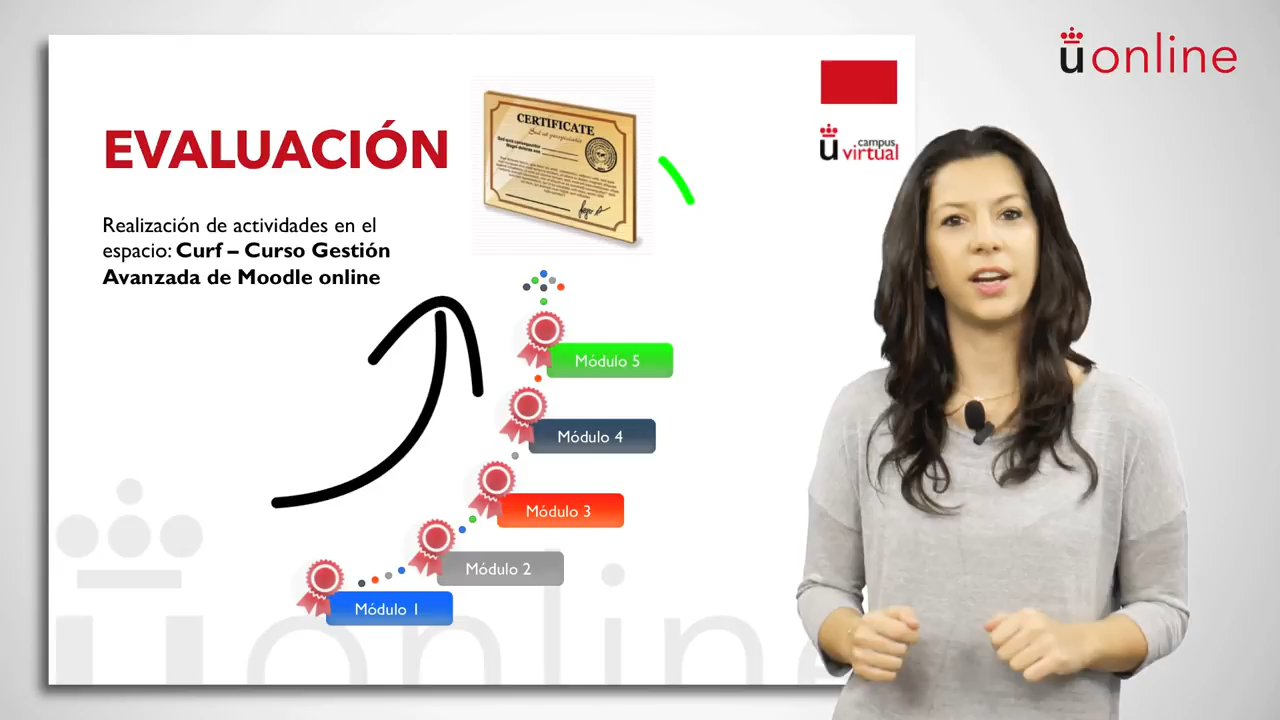 uonline
EVALUACIÓN
CERTIFICATE
campus
u virtual
Realización de actividades en el
espacio: Curf – Curso Gestión
Avanzada de Moodle online
Módulo 5
Módulo 4
Módulo 3
Módulo 2
Módulo 1
uonline